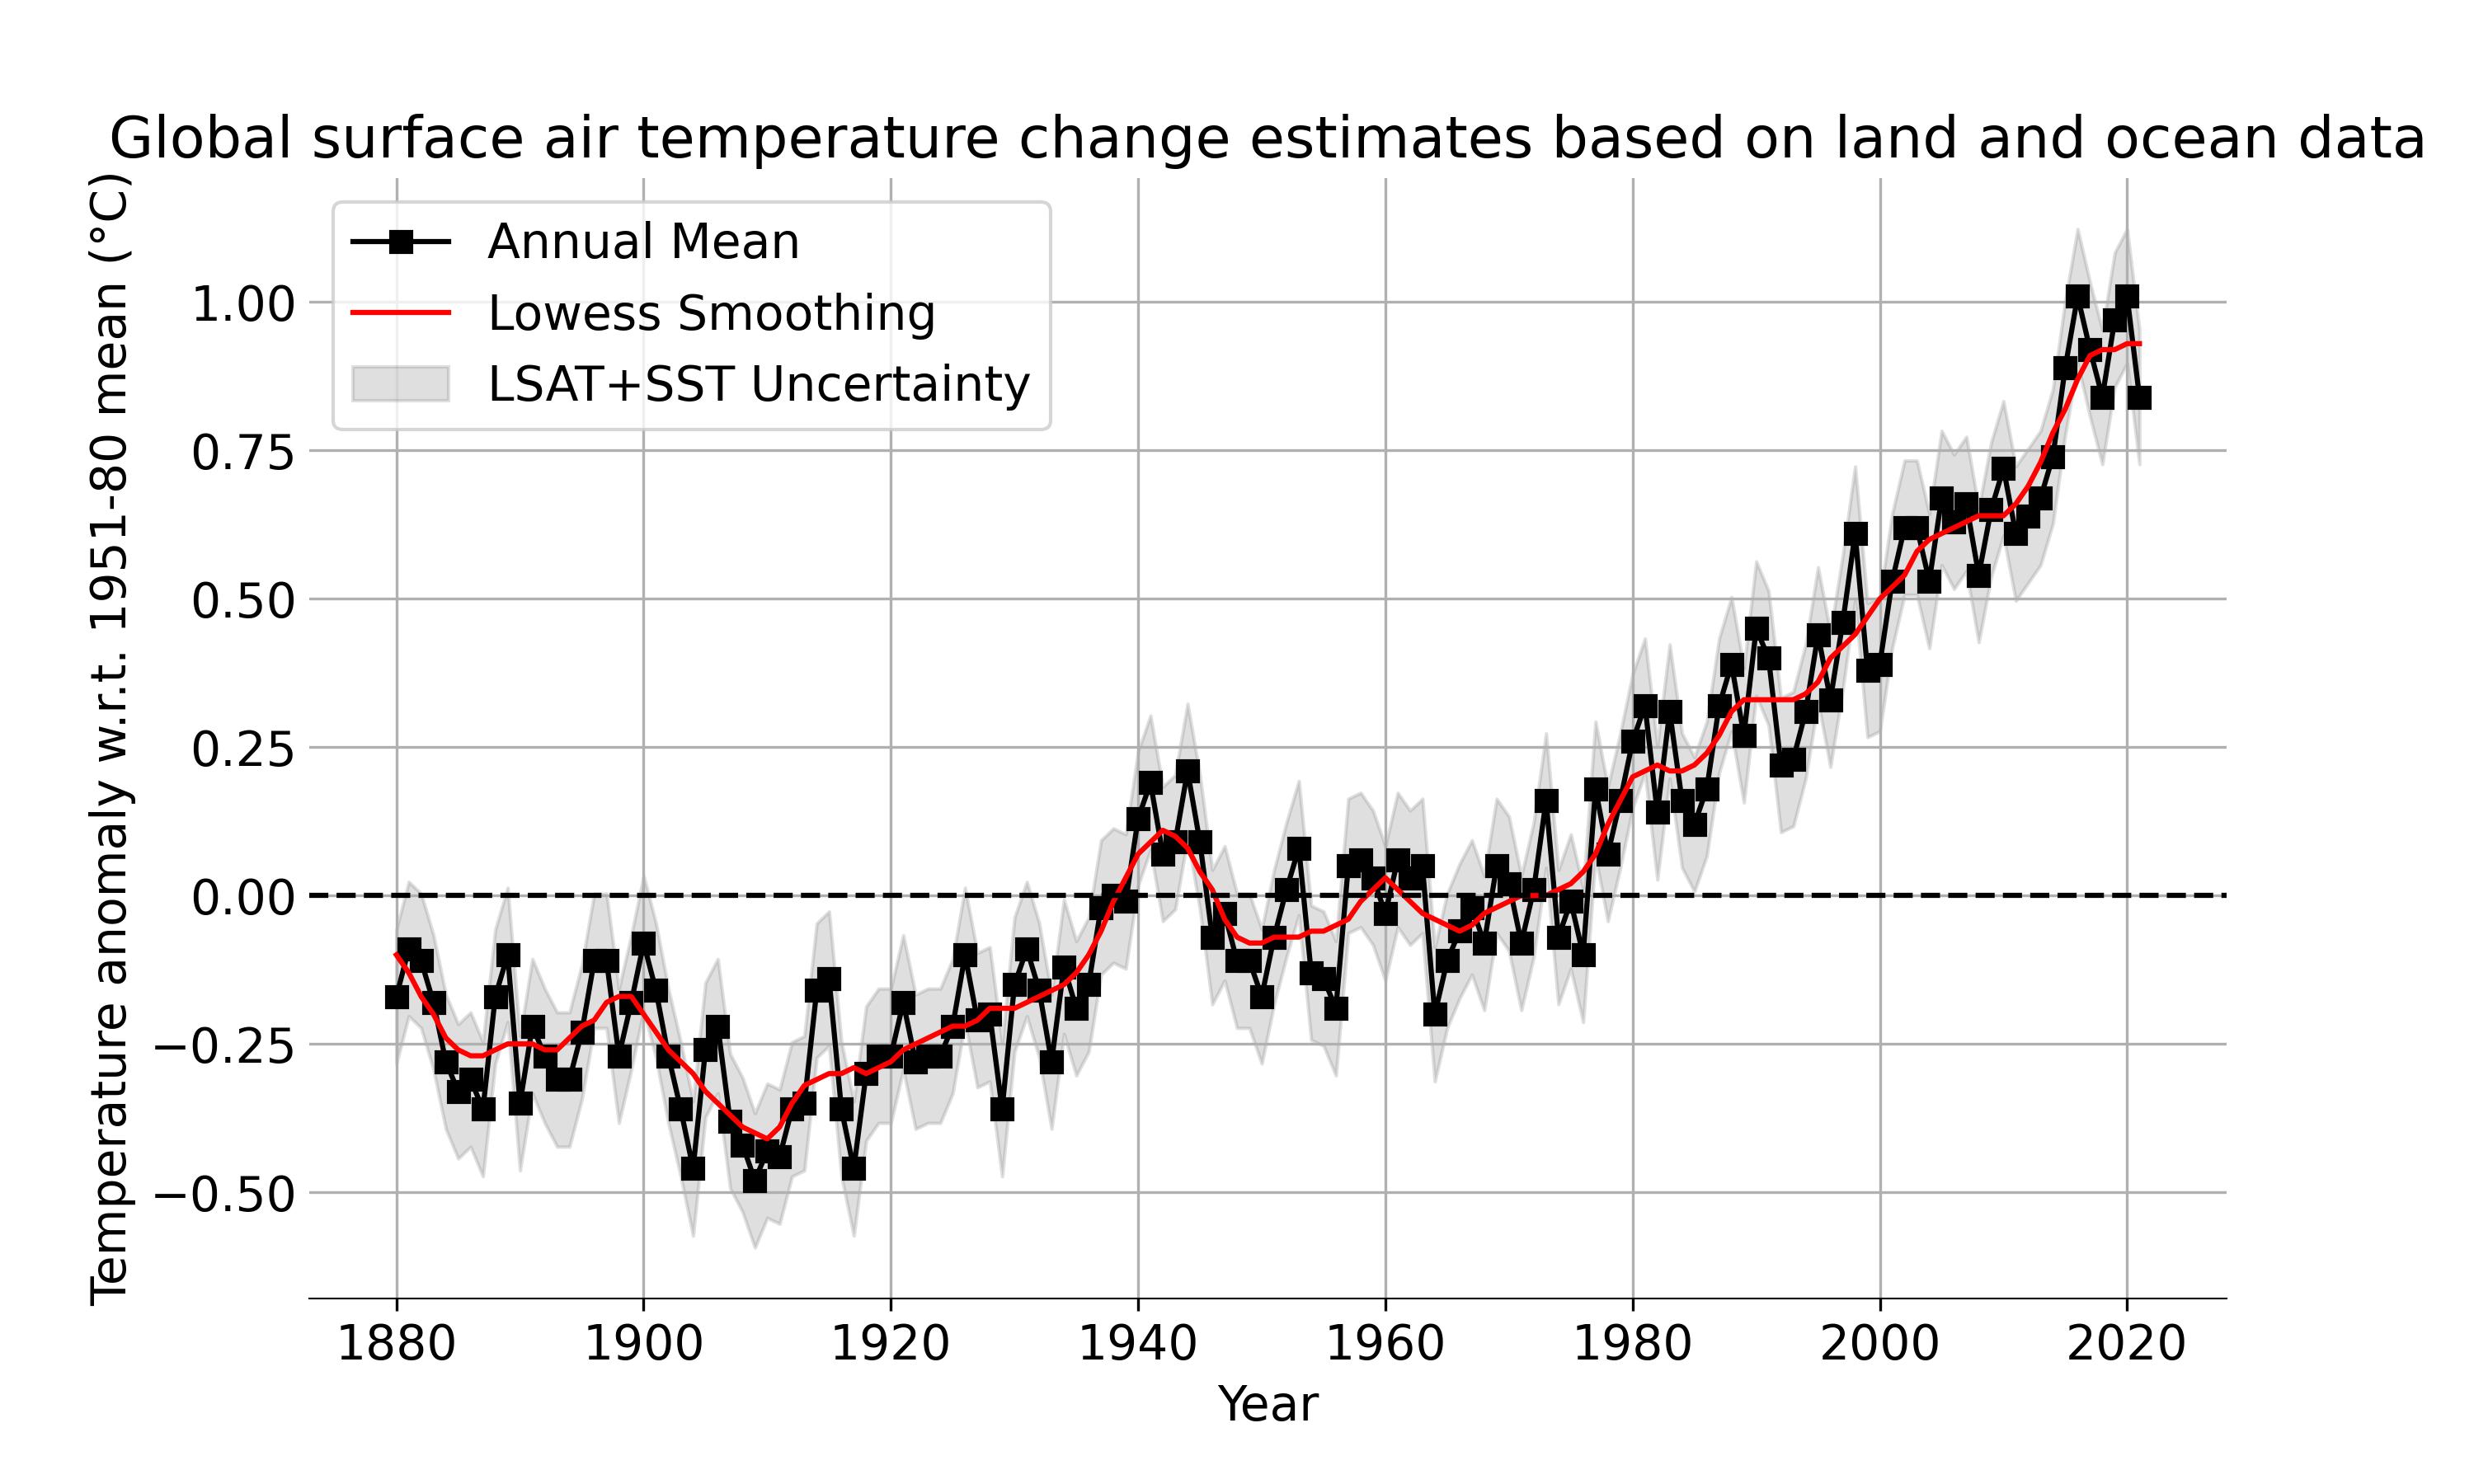 Global surface air temperature change estimates based on land and ocean data
Temperature anomaly w.r.t. 1951-80 mean (°C)
Annual Mean
Lowess Smoothing
LSAT+SST Uncertainty
1.00
0.75
0.50
0.25
0.00
−0.25
−0.50
1880 1900 1920 1940 1960 1980 2000 2020
Year